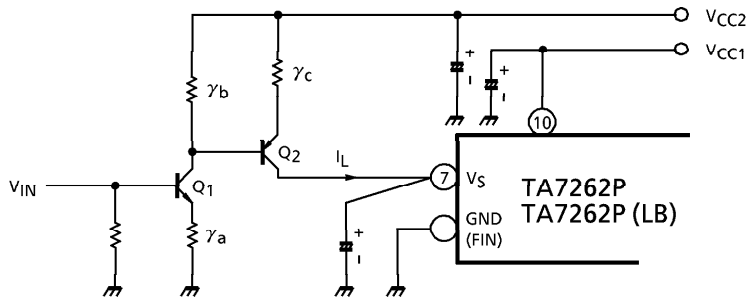 VCC2
VCC1
γb
γc
10
Q2
IL
VIN
Q1
7
VS
TA7262P
TA7262P (LB)
GND
(FIN)
γa
+
+
+